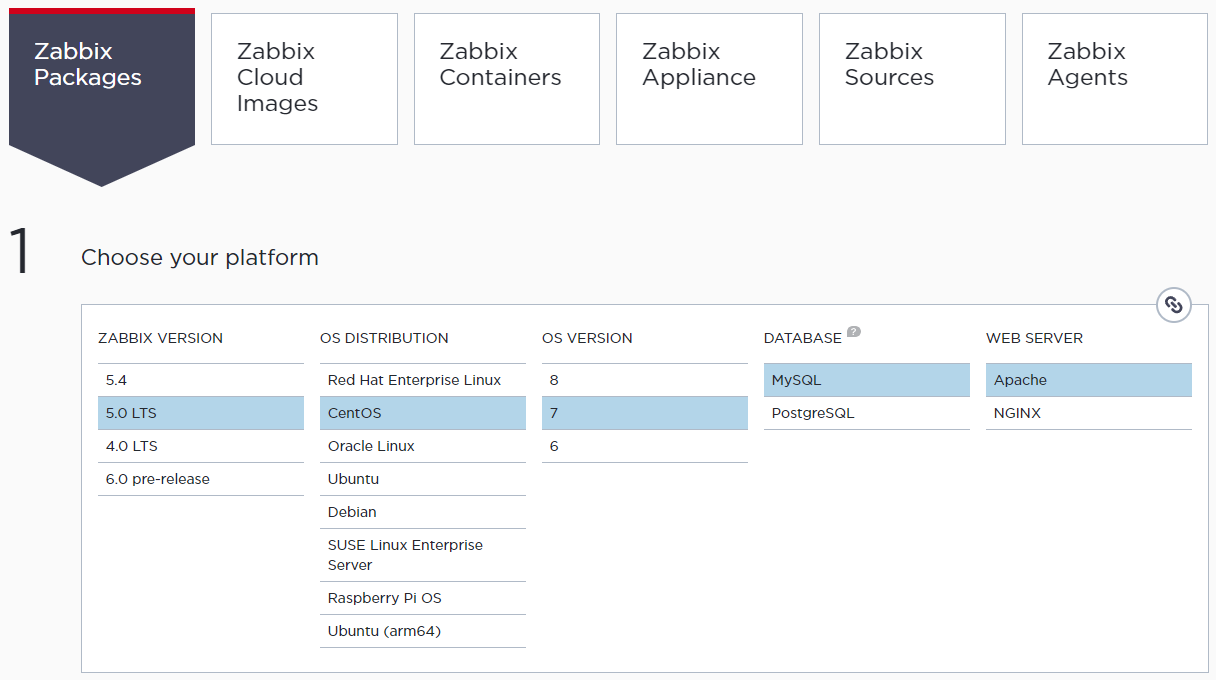 Zabbix
Packages
Zabbix
Cloud
Images
Zabbix
Containers
Zabbix
Appliance
Zabbix
Sources
Zabbix
Agents
1
Choose your platform
ZABBIX VERSION
5.4
5.0 LTS
4.0 LTS
6.0 pre-release
OS DISTRIBUTION
Red Hat Enterprise Linux
CentOS
Oracle Linux
Ubuntu
Debian
SUSE Linux Enterprise
Server
Raspberry Pi OS
Ubuntu (arm64)
OS VERSION
8
7
6
DATABASE ?
MySQL
PostgreSQL
WEB SERVER
Apache
NGINX